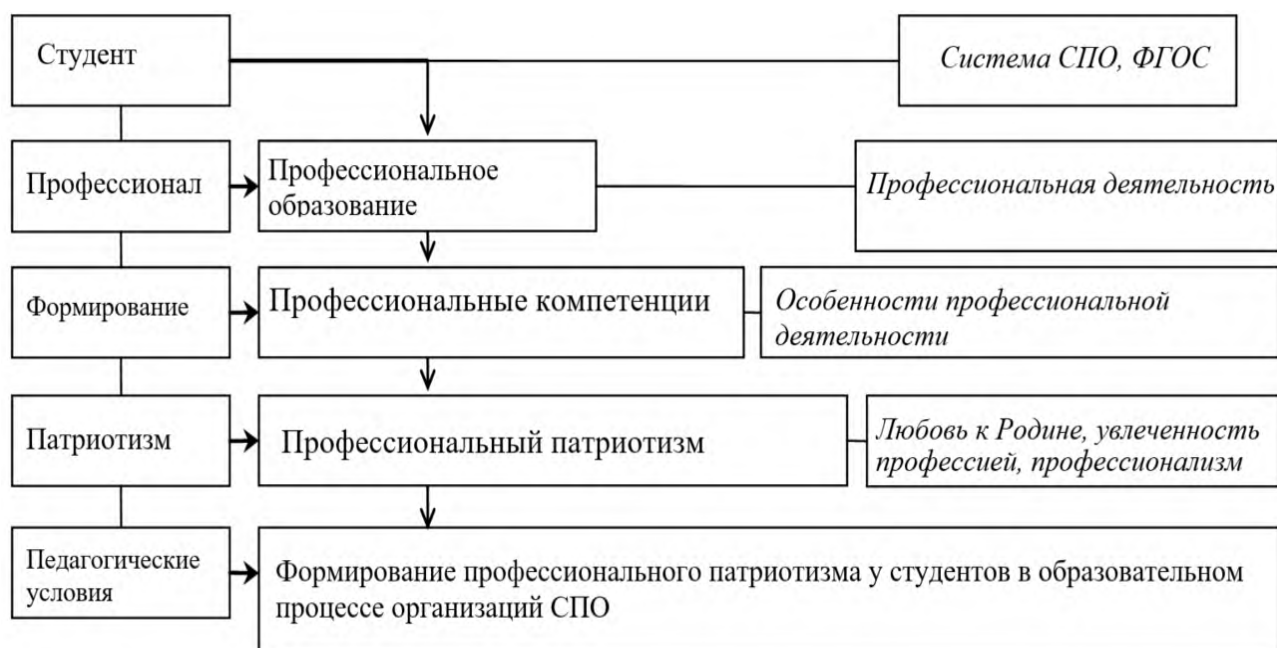 Студент
Система СПО, ФГОС
Профессионал
Профессиональное
образование
Профессиональная деятельность
Формирование
Профессиональные компетенции
Особенности профессиональной
деятельности
Патриотизм
Профессиональный патриотизм
Любовь к Родине, увлеченность
профессией, профессионализм
Педагогические
условия
Формирование профессионального патриотизма у студентов в образовательном
процессе организаций СПО